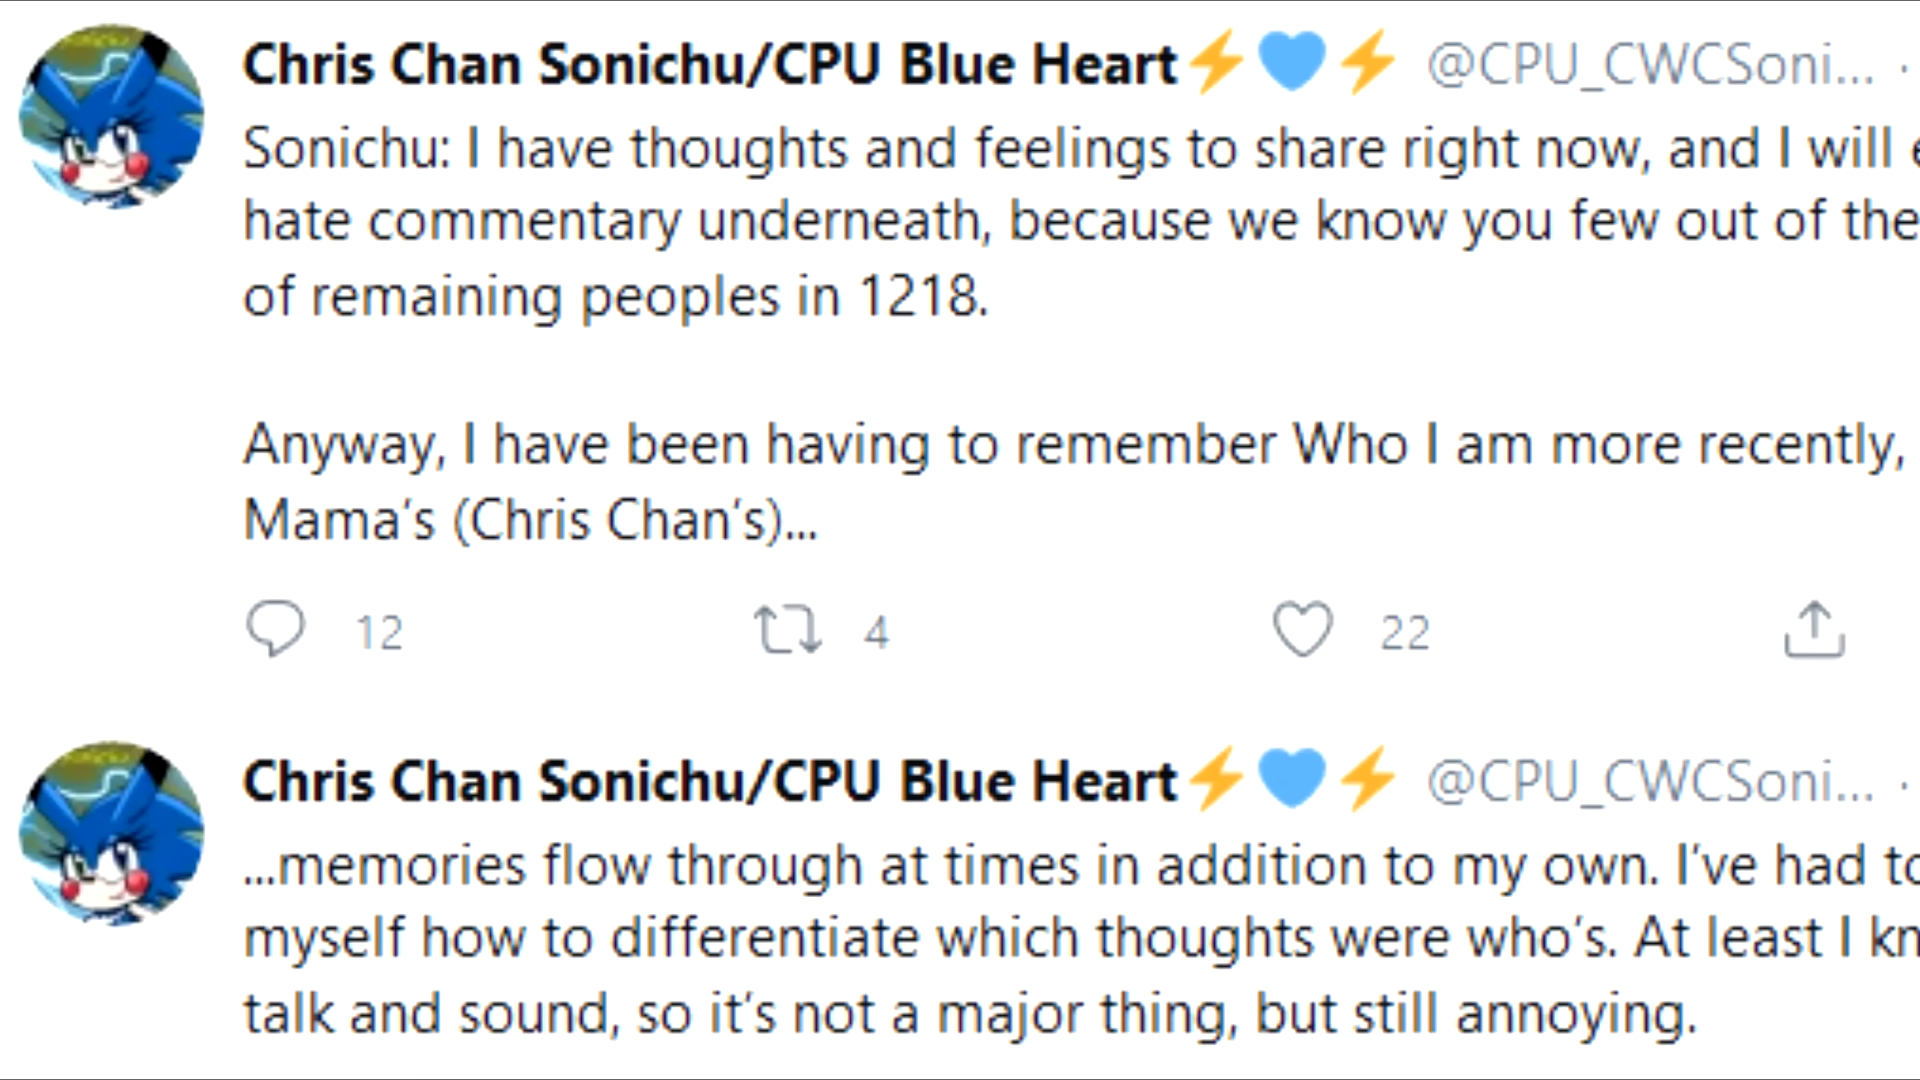 Chris Chan Sonichu/CPU Blue Heart⚡💙⚡ @CPU_CWCSoni... ·
Sonichu: I have thoughts and feelings to share right now, and I will
hate commentary underneath, because we know you few out of the
of remaining peoples in 1218.
Anyway, I have been having to remember Who I am more recently,
Mama's (Chris Chan's)...
12 4 22
Chris Chan Sonichu/CPU Blue Heart⚡💙⚡ @CPU_CWCSoni... ·
...memories flow through at times in addition to my own. I've had to
myself how to differentiate which thoughts were who's. At least I
talk and sound, so it's not a major thing, but still annoying.